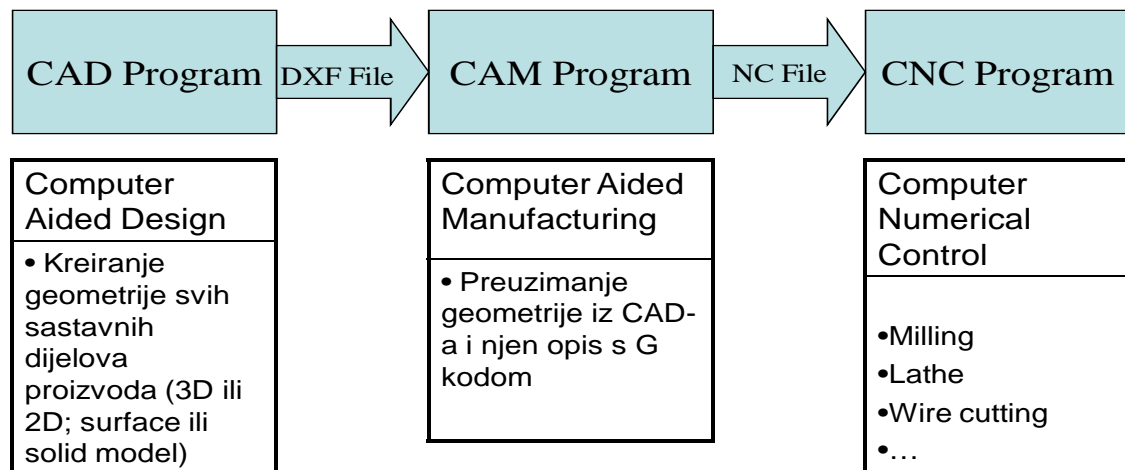 CAD Program
DXF File
CAM Program
NC File
CNC Program
Computer
Aided Design
• Kreiranje
geometrije svih
sastavnih
dijelova
proizvoda (3D ili
2D; surface ili
solid model)
Computer Aided
Manufacturing
• Preuzimanje
geometrije iz CAD-
a i njen opis s G
kodom
Computer
Numerical
Control
•Milling
•Lathe
•Wire cutting
•…